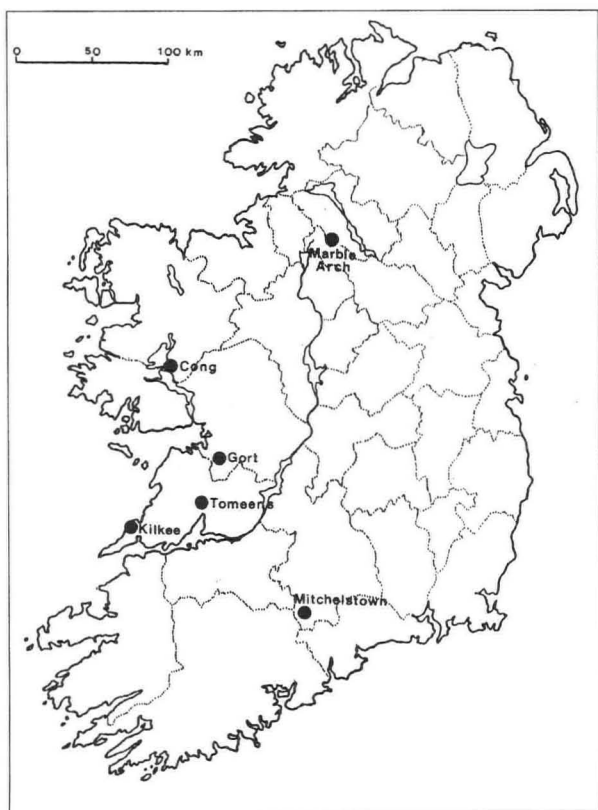 0 50 100 km
Marble
Arch
Cong
Gort
Tomeens
Kilkee
Mitchelstown